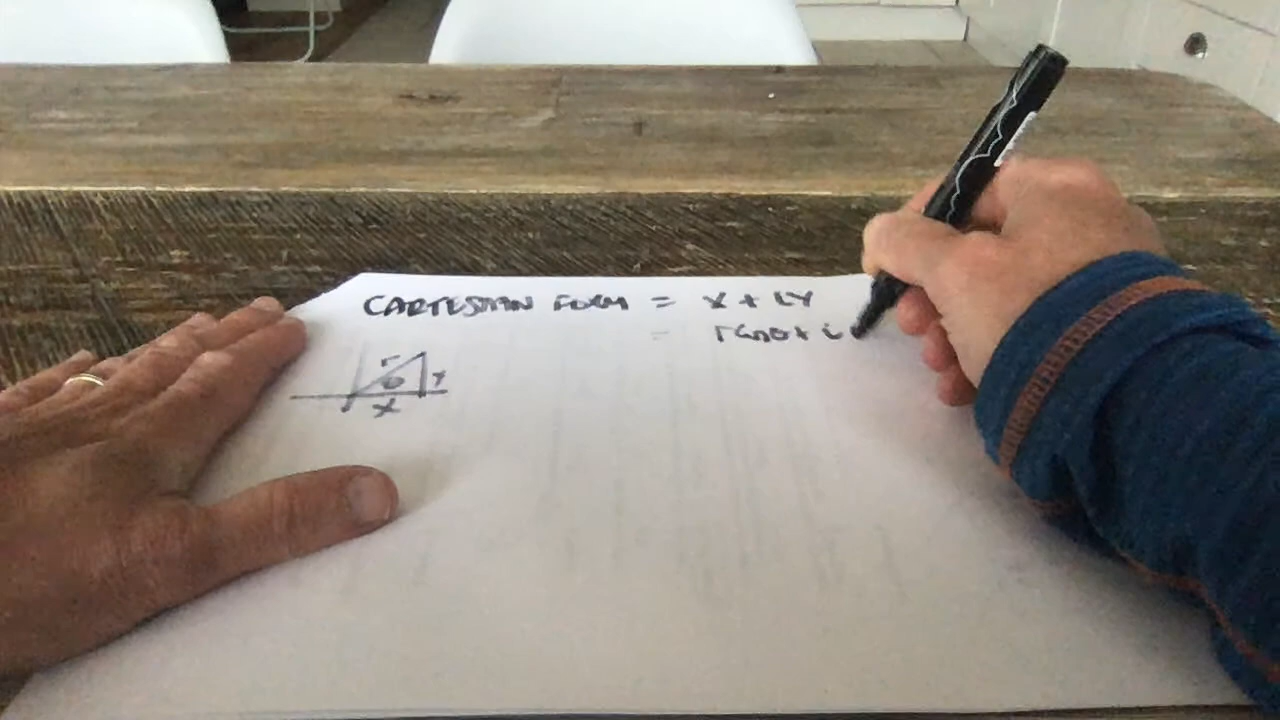 CARTESIAN FORM = x + iy
= rcosθ + i
r
θ
y
x